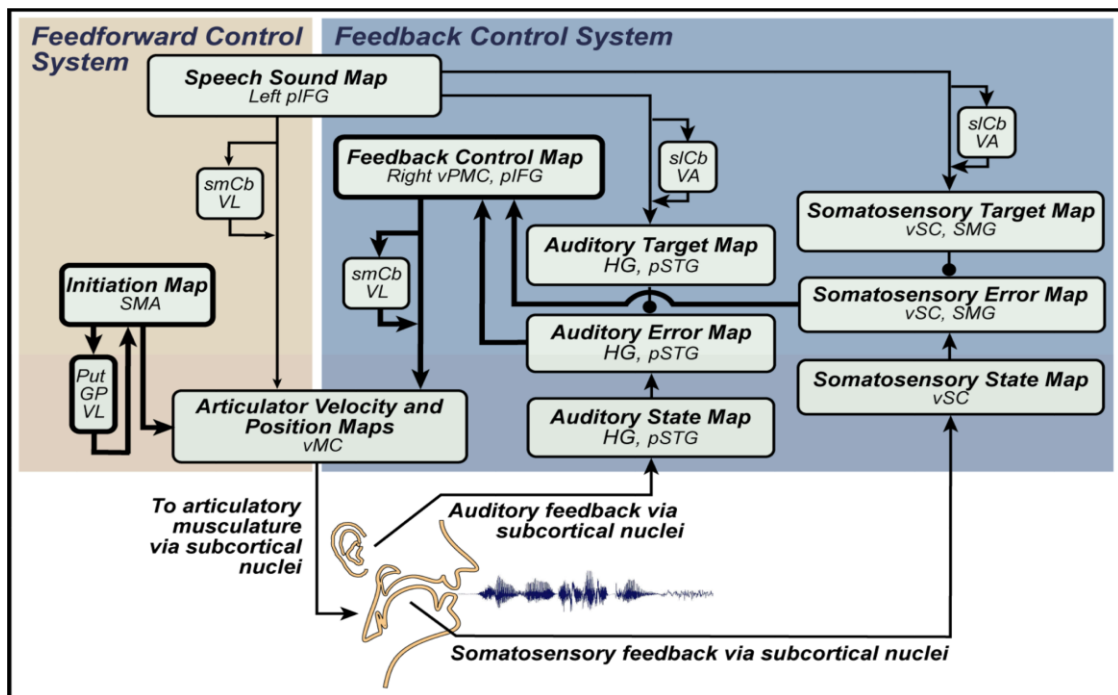 Feedforward Control
System
Feedback Control System
Speech Sound Map
Left pIFG
smCb
VL
Initiation Map
SMA
Put
GP
VL
Feedback Control Map
Right vPMC, pIFG
smCb
VL
slCb
VA
slCb
VA
Auditory Target Map
HG, pSTG
Somatosensory Target Map
vSC, SMG
Auditory Error Map
HG, pSTG
Somatosensory Error Map
vSC, SMG
Articulator Velocity and
Position Maps
vMC
Auditory State Map
HG, pSTG
Somatosensory State Map
vSC
To articulatory
musculature
via subcortical
nuclei
Auditory feedback via
subcortical nuclei
Somatosensory feedback via subcortical nuclei